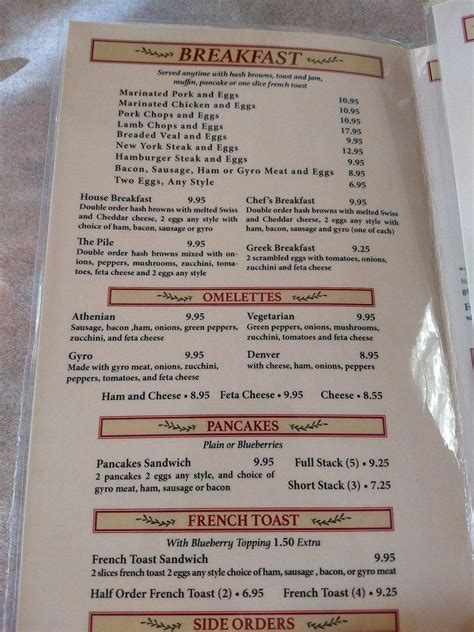 BREAKFAST
Served anytime with hash browns, toast and jam,
muffin, pancake or one slice french toast
Marinated Pork and Eggs 10.95
Marinated Chicken and Eggs 10.95
Pork Chops and Eggs 10.95
Lamb Chops and Eggs 17.95
Breaded Veal and Eggs 9.95
New York Steak and Eggs 12.95
Hamburger Steak and Eggs 9.95
Bacon, Sausage, Ham or Gyro Meat and Eggs 8.95
Two Eggs, Any Style 6.95
House Breakfast 9.95
Double order hash browns with melted Swiss
and Cheddar cheese, 2 eggs any style with
choice of ham, bacon, sausage or gyro
Chef's Breakfast 9.95
Double order hash browns with melted Swiss
and Cheddar cheese, 2 eggs any style with
ham, bacon, sausage and gyro (one of each)
The Pile 9.95
Double order hash browns mixed with on-
ions, peppers, mushrooms, zucchini, toma-
toes, feta cheese and 2 eggs any style
Greek Breakfast 9.25
2 scrambled eggs with tomatoes, onions,
zucchini, and feta cheese
OMELETTES
Athenian 9.95
Sausage, bacon ,ham, onions, green peppers,
zucchini, and feta cheese
Vegetarian 9.95
Green peppers, onions, mushrooms,
zucchini, tomatoes and feta cheese
Gyro 9.95
Made with gyro meat, onions, zucchini,
peppers, tomatoes, and feta cheese
Denver 9.95
with cheese, ham, onions, peppers
Ham and Cheese • 8.95 Feta Cheese • 9.95 Cheese • 8.55
PANCAKES
Plain or Blueberries
Pancakes Sandwich 9.95
2 pancakes 2 eggs any style, and choice of
gyro meat, ham, sausage or bacon
Full Stack (5) • 9.25
Short Stack (3) • 7.25
FRENCH TOAST
With Blueberry Topping 1.50 Extra
French Toast Sandwich 9.95
2 slices french toast 2 eggs any style choice of ham, sausage , bacon, or gyro meat
Half Order French Toast (2) • 6.95 French Toast (4) • 9.25
SIDE ORDERS